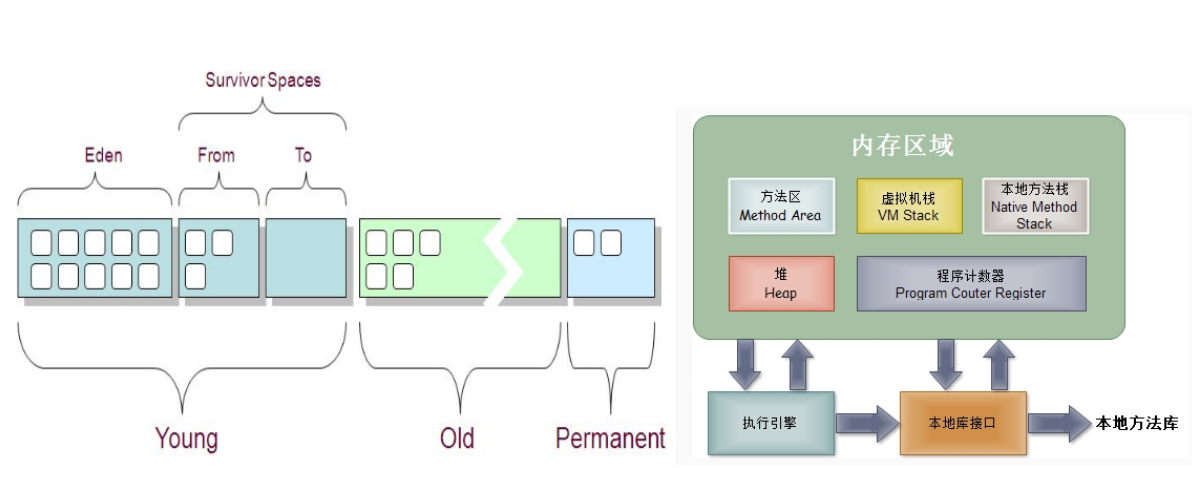 Survivor Spaces
Eden
From
To
Young
Old
Permanent
内存区域
方法区
Method Area
虚拟机栈
VM Stack
本地方法栈
Native Method
Stack
堆
Heap
程序计数器
Program Couter Register
执行引擎
本地库接口
本地方法库